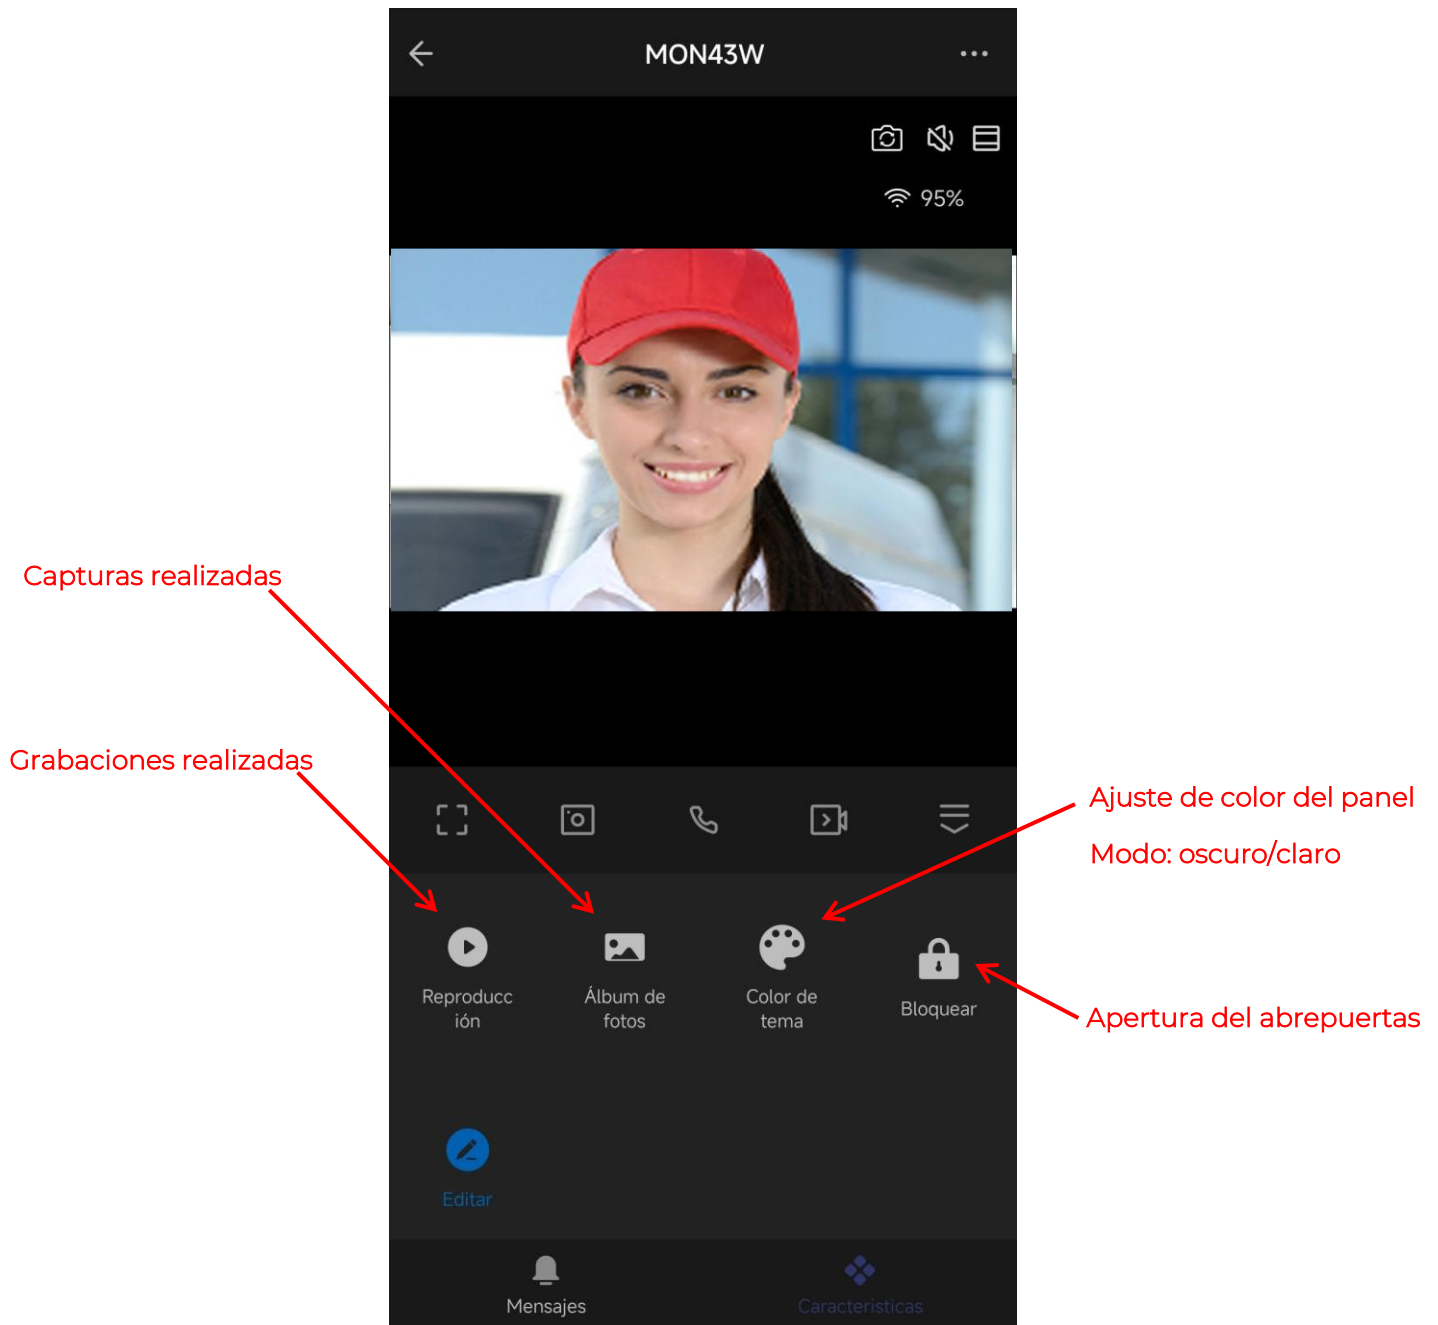 MON43W
95%
Capturas realizadas
Grabaciones realizadas
Ajuste de color del panel
Modo: oscuro/claro
Reproducc
ión
Álbum de
fotos
Color de
tema
Bloquear
Apertura del abrepuertas
Editar
Mensajes
Caracteristicas